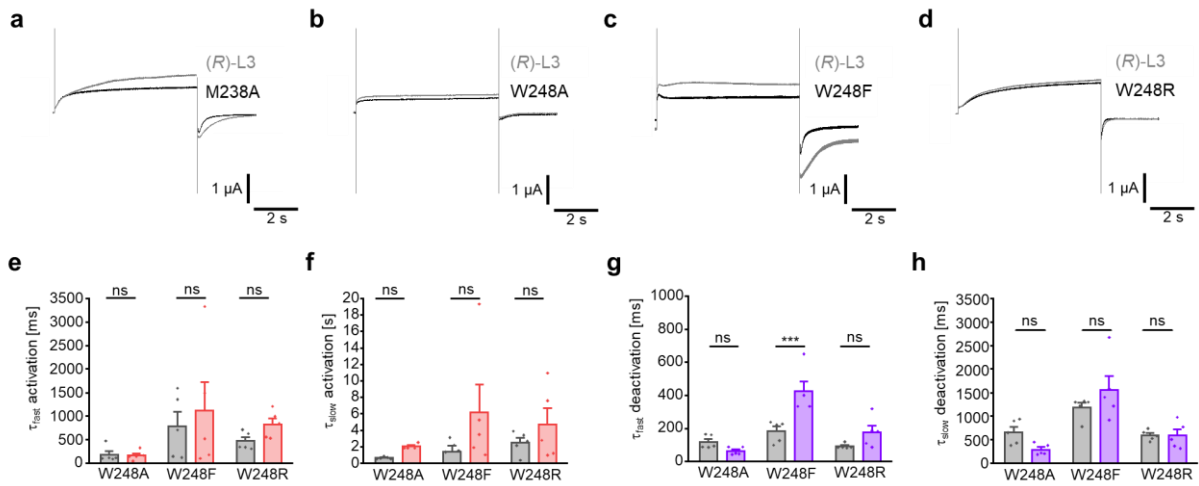 a
(R)-L3
M238A
1 µA
2 s
b
(R)-L3
W248A
1 µA
2 s
c
(R)-L3
W248F
1 µA
2 s
d
(R)-L3
W248R
1 µA
2 s
e
τfast activation [ms]
3500
3000
2500
2000
1500
1000
500
0
ns
ns
ns
W248A
W248F
W248R
f
τslow activation [s]
20
18
16
14
12
10
8
6
4
2
0
ns
ns
ns
W248A
W248F
W248R
g
τfast deactivation [ms]
1000
800
600
400
200
0
ns
***
ns
W248A
W248F
W248R
h
τslow deactivation [ms]
3500
3000
2500
2000
1500
1000
500
0
ns
ns
ns
W248A
W248F
W248R